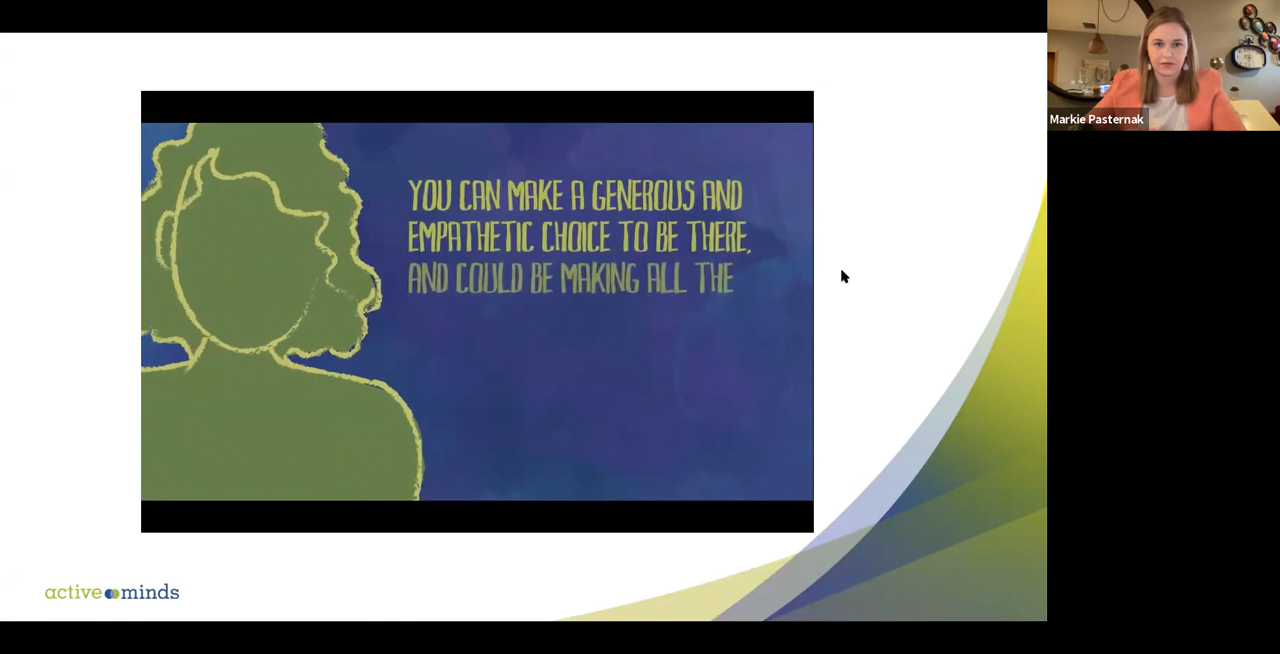 YOU CAN MAKE A GENEROUS AND
EMPATHETIC CHOICE TO BE THERE,
AND COULD BE MAKING ALL THE
Markie Pasternak
active minds